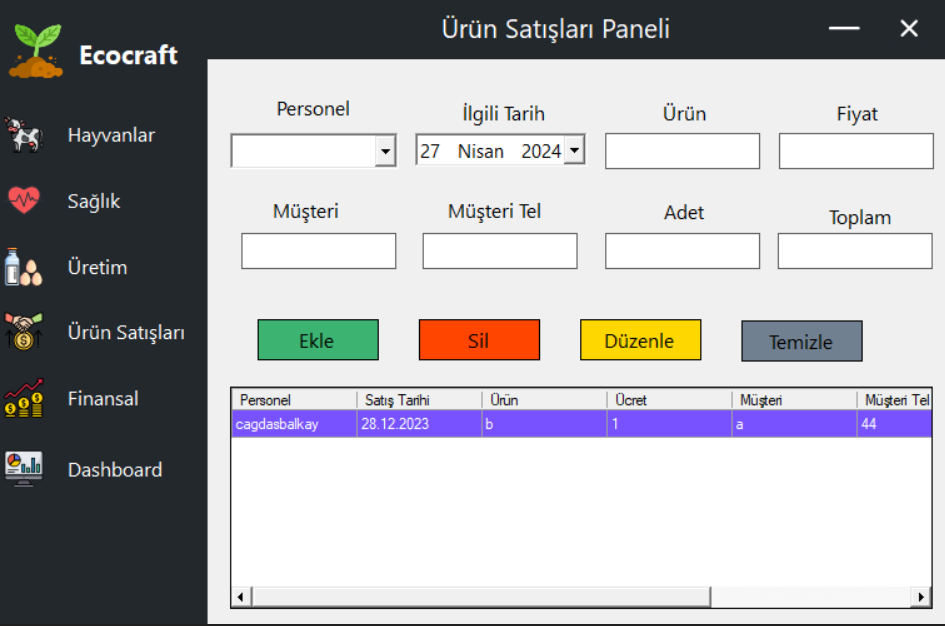 Ecocraft
Ürün Satışları Paneli
Hayvanlar
Sağlık
Üretim
Ürün Satışları
Finansal
Dashboard
Personel İlgili Tarih Ürün Fiyat
27 Nisan 2024
Müşteri Müşteri Tel Adet Toplam
Ekle Sil Düzenle Temizle
Personel Satış Tarihi Ürün Ücret Müşteri Müşteri Tel
cagdasbalkay 28.12.2023 b 1 a 44